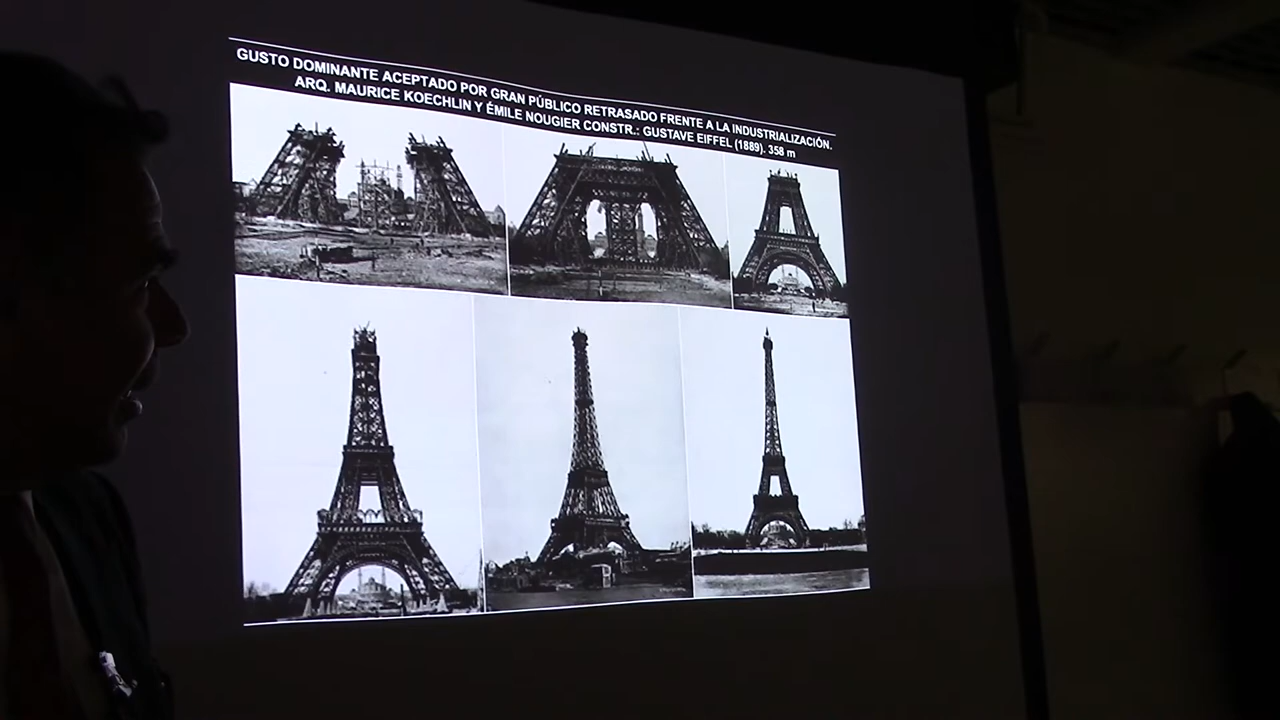 GUSTO DOMINANTE ACEPTADO POR GRAN PÚBLICO RETRASADO FRENTE A LA INDUSTRIALIZACIÓN.
ARQ. MAURICE KOECHLIN Y ÉMILE NOUGIER CONSTR.: GUSTAVE EIFFEL (1889). 358 m